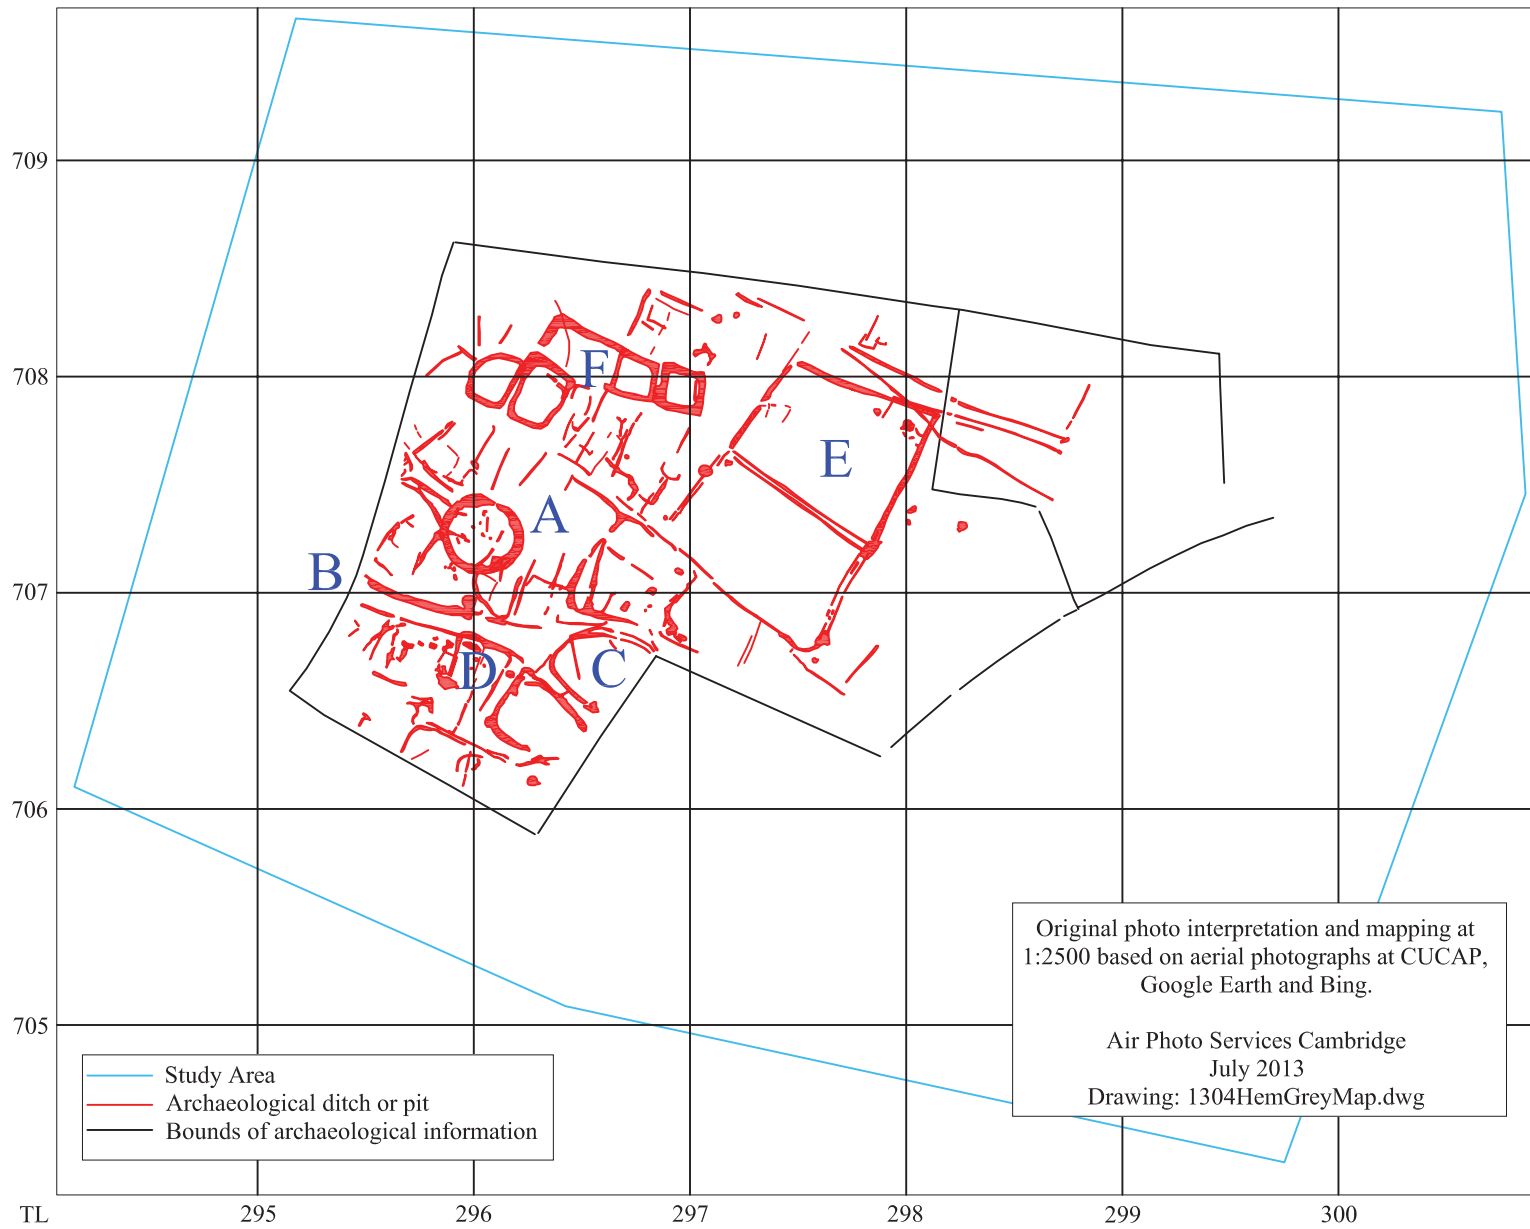 709
708
707
706
705
F
E
A
B
C
D
Original photo interpretation and mapping at
1:2500 based on aerial photographs at CUCAP,
Google Earth and Bing.
Air Photo Services Cambridge
July 2013
Drawing: 1304HemGreyMap.dwg
Study Area
Archaeological ditch or pit
Bounds of archaeological information
TL 295 296 297 298 299 300